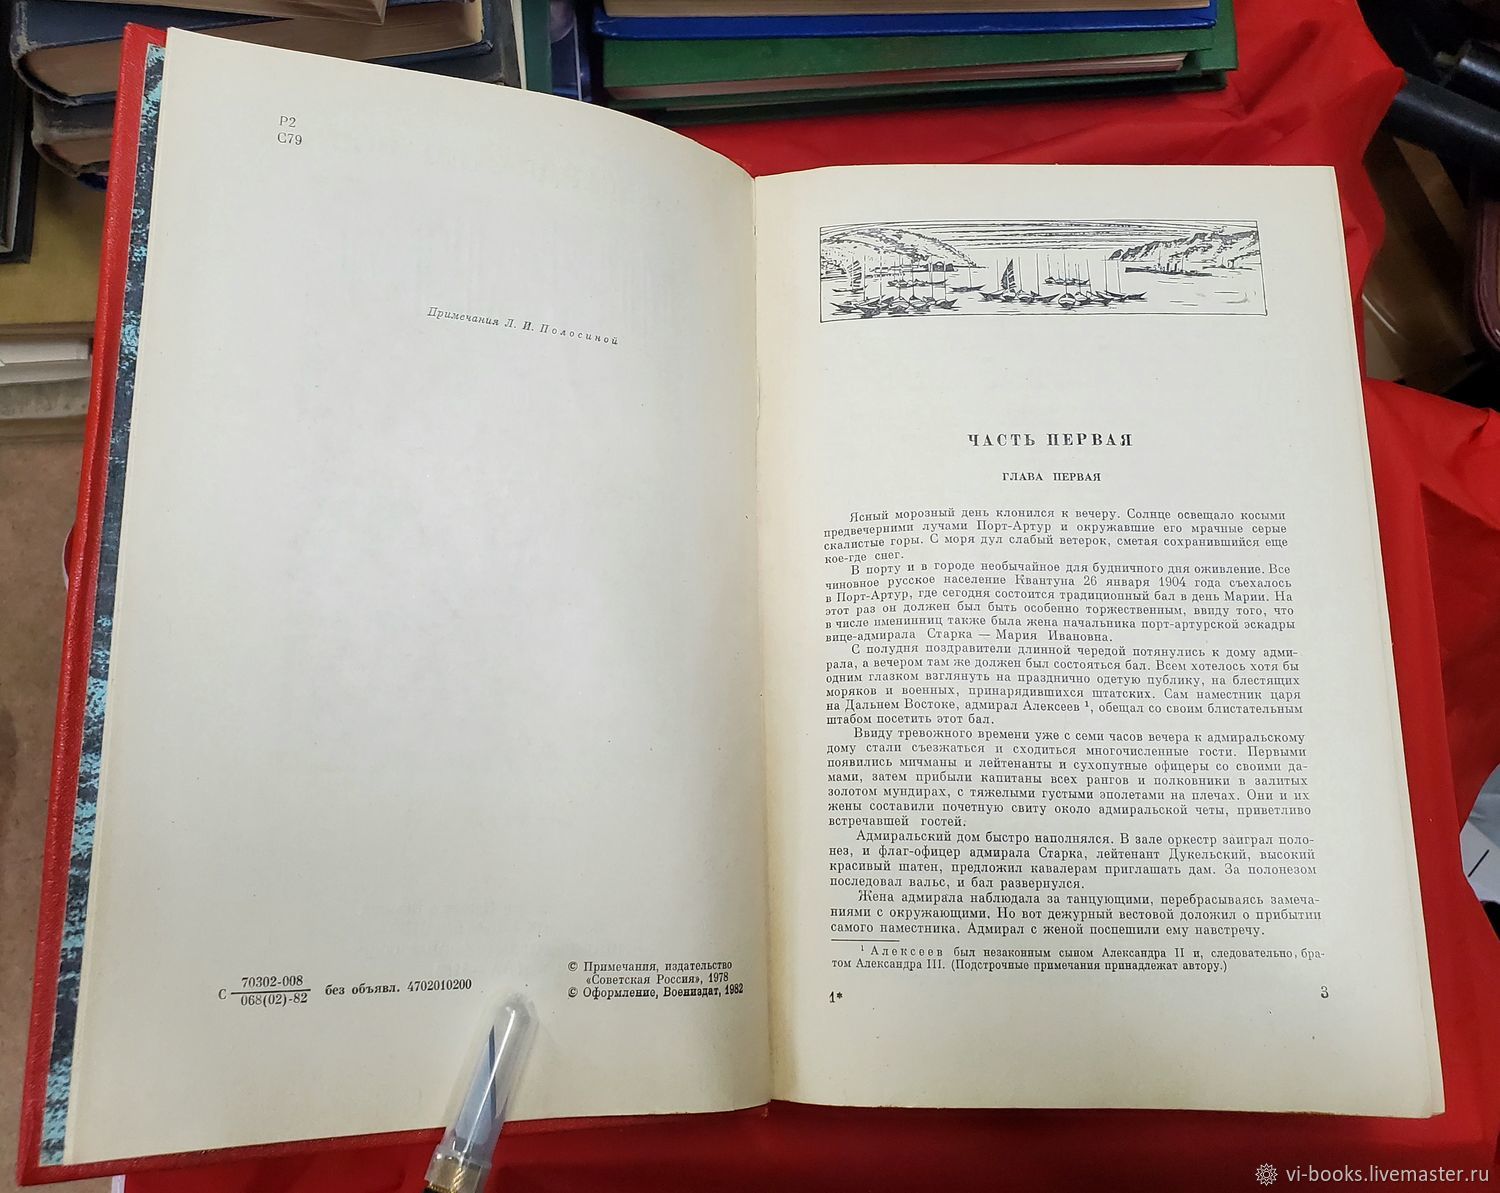 Р2
С79
Примечания Л. И. Полосиной
С 70302-008
068(02)-82 без объявл. 4702010200
© Примечания, издательство
«Советская Россия», 1978
© Оформление, Воениздат, 1982
ЧАСТЬ ПЕРВАЯ
ГЛАВА ПЕРВАЯ
Ясный морозный день клонился к вечеру. Солнце освещало косыми
предвечерними лучами Порт-Артур и окружавшие его мрачные серые
скалистые горы. С моря дул слабый ветерок, сметая сохранившийся еще
кое-где снег.
В порту и в городе необычайное для будничного дня оживление. Все
чиновное русское население Квантуна 26 января 1904 года съехалось
в Порт-Артур, где сегодня состоится традиционный бал в день Марии. На
этот раз он должен был быть особенно торжественным, ввиду того, что
в числе именинниц также была жена начальника порт-артурской эскадры
вице-адмирала Старка — Мария Ивановна.
С полудня поздравители длинной чередой потянулись к дому адми-
рала, а вечером там же должен был состояться бал. Всем хотелось хотя бы
одним глазком взглянуть на празднично одетую публику, на блестящих
моряков и военных, принарядившихся штатских. Сам наместник царя
на Дальнем Востоке, адмирал Алексеев ¹, обещал со своим блистательным
штабом посетить этот бал.
Ввиду тревожного времени уже с семи часов вечера к адмиральскому
дому стали съезжаться и сходиться многочисленные гости. Первыми
появились мичманы и лейтенанты и сухопутные офицеры со своими да-
мами, затем прибыли капитаны всех рангов и полковники в залитых
золотом мундирах, с тяжелыми густыми эполетами на плечах. Они и их
жены составили почетную свиту около адмиральской четы, приветливо
встречавшей гостей.
Адмиральский дом быстро наполнялся. В зале оркестр заиграл поло-
нез, и флаг-офицер адмирала Старка, лейтенант Дукельский, высокий
красивый шатен, предложил кавалерам приглашать дам. За полонезом
последовал вальс, и бал развернулся.
Жена адмирала наблюдала за танцующими, перебрасываясь замеча-
ниями с окружающими. Но вот дежурный вестовой доложил о прибытии
самого наместника. Адмирал с женой поспешили ему навстречу.
¹ Алексеев был незаконным сыном Александра II и, следовательно, бра-
том Александра III. (Подстрочные примечания принадлежат автору.)
1*
3
vi-books.livemaster.ru